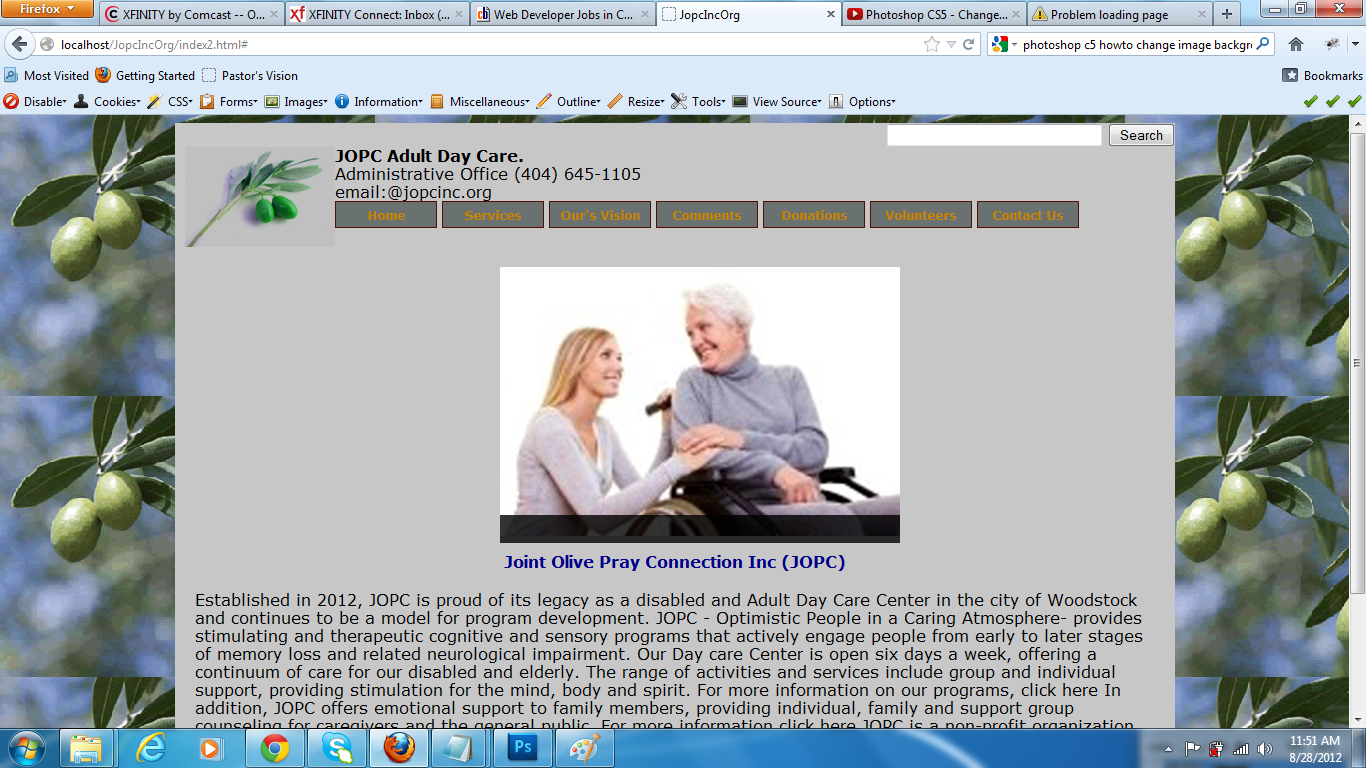 Firefox
XFINITY by Comcast -- O...
XFINITY Connect: Inbox (...
Web Developer Jobs in C...
JopcIncOrg
Photoshop CS5 - Change...
Problem loading page
localhost/JopcIncOrg/index2.html#
photoshop c5 howto change image backgr
Most Visited
Getting Started
Pastor's Vision
Bookmarks
Disable
Cookies
CSS
Forms
Images
Information
Miscellaneous
Outline
Resize
Tools
View Source
Options
Search
JOPC Adult Day Care.
Administrative Office (404) 645-1105
email:@jopcinc.org
Home
Services
Our's Vision
Comments
Donations
Volunteers
Contact Us
Joint Olive Pray Connection Inc (JOPC)
Established in 2012, JOPC is proud of its legacy as a disabled and Adult Day Care Center in the city of Woodstock
and continues to be a model for program development. JOPC - Optimistic People in a Caring Atmosphere- provides
stimulating and therapeutic cognitive and sensory programs that actively engage people from early to later stages
of memory loss and related neurological impairment. Our Day care Center is open six days a week, offering a
continuum of care for our disabled and elderly. The range of activities and services include group and individual
support, providing stimulation for the mind, body and spirit. For more information on our programs, click here In
addition, JOPC offers emotional support to family members, providing individual, family and support group
counseling for caregivers and the general public. For more information click here JOPC is a non-profit organization
Ps
11:51 AM
8/28/2012